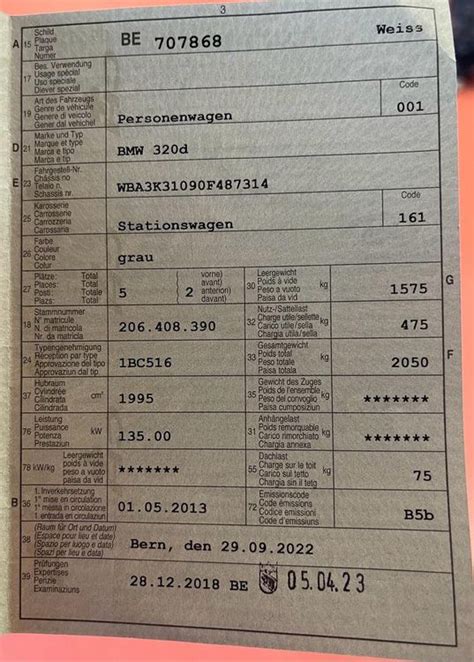 3
A 15 Schild Plaque Targa Numer BE 707868 Weiss
17 Bes. Verwendung Usage spécial Uso speciale Diever spezial
19 Art des Fahrzeugs Genre de véhicule Genere di veicolo Gener dal vehichel Personenwagen Code 001
D 21 Marke und Typ Marque et type Marca e tipo Marca e tip BMW 320d
E 23 Fahrgestell-Nr. Châssis no Telaio n. Schassis nr. WBA3K31090F487314
25 Karosserie Carrosserie Carrozzeria Carossaria Stationswagen Code 161
26 Farbe Couleur Colore Colur grau
27 Plätze: Total Places: Total Posti: Totale Plazs: Total 5 2 vorne) avant) anteriori) davant)
30 Leergewicht Poids à vide Peso a vuoto Paisa da vid kg 1575 G
18 Stammnummer N° matricule N. di matricola Nr. da matricla 206.408.390
32 Nutz-/Sattellast Charge utile/sellette Carico utile/sella Chargia utila/sella kg 475
24 Typengenehmigung Réception par type Approvazione del tipo Approvaziun dal tip 1BC516
33 Gesamtgewicht Poids total Peso totale Paisa totala kg 2050 F
37 Hubraum Cylindrée Cilindrata Cilindrada cm³ 1995
35 Gewicht des Zuges Poids de l'ensemble Peso del convoglio Paisa cumposiziun kg *******
76 Leistung Puissance Potenza Prestaziun kW 135.00
31 Anhängelast Poids remorquable Carico rimorchiato Chargia annexa kg *******
78 kW/kg Leergewicht poids à vide peso a vuoto paisa da vid *******
55 Dachlast Charge sur le toit Carico sul tetto Chargia sin il tetg kg 75
B 36 1. Inverkehrsetzung 1re mise en circulation 1a messa in circolazione 1. entrada en circulaziun 01.05.2013
72 Emissionscode Code émissions Codice emissioni Code d'emissions B5b
38 (Raum für Ort und Datum) (Espace pour lieu et date) (Spazio per luogo e data) (Spazi per lieu e data) Bern, den 29.09.2022
39 Prüfungen Expertises Perizie Examinaziuns 28.12.2018 BE 05.04.23